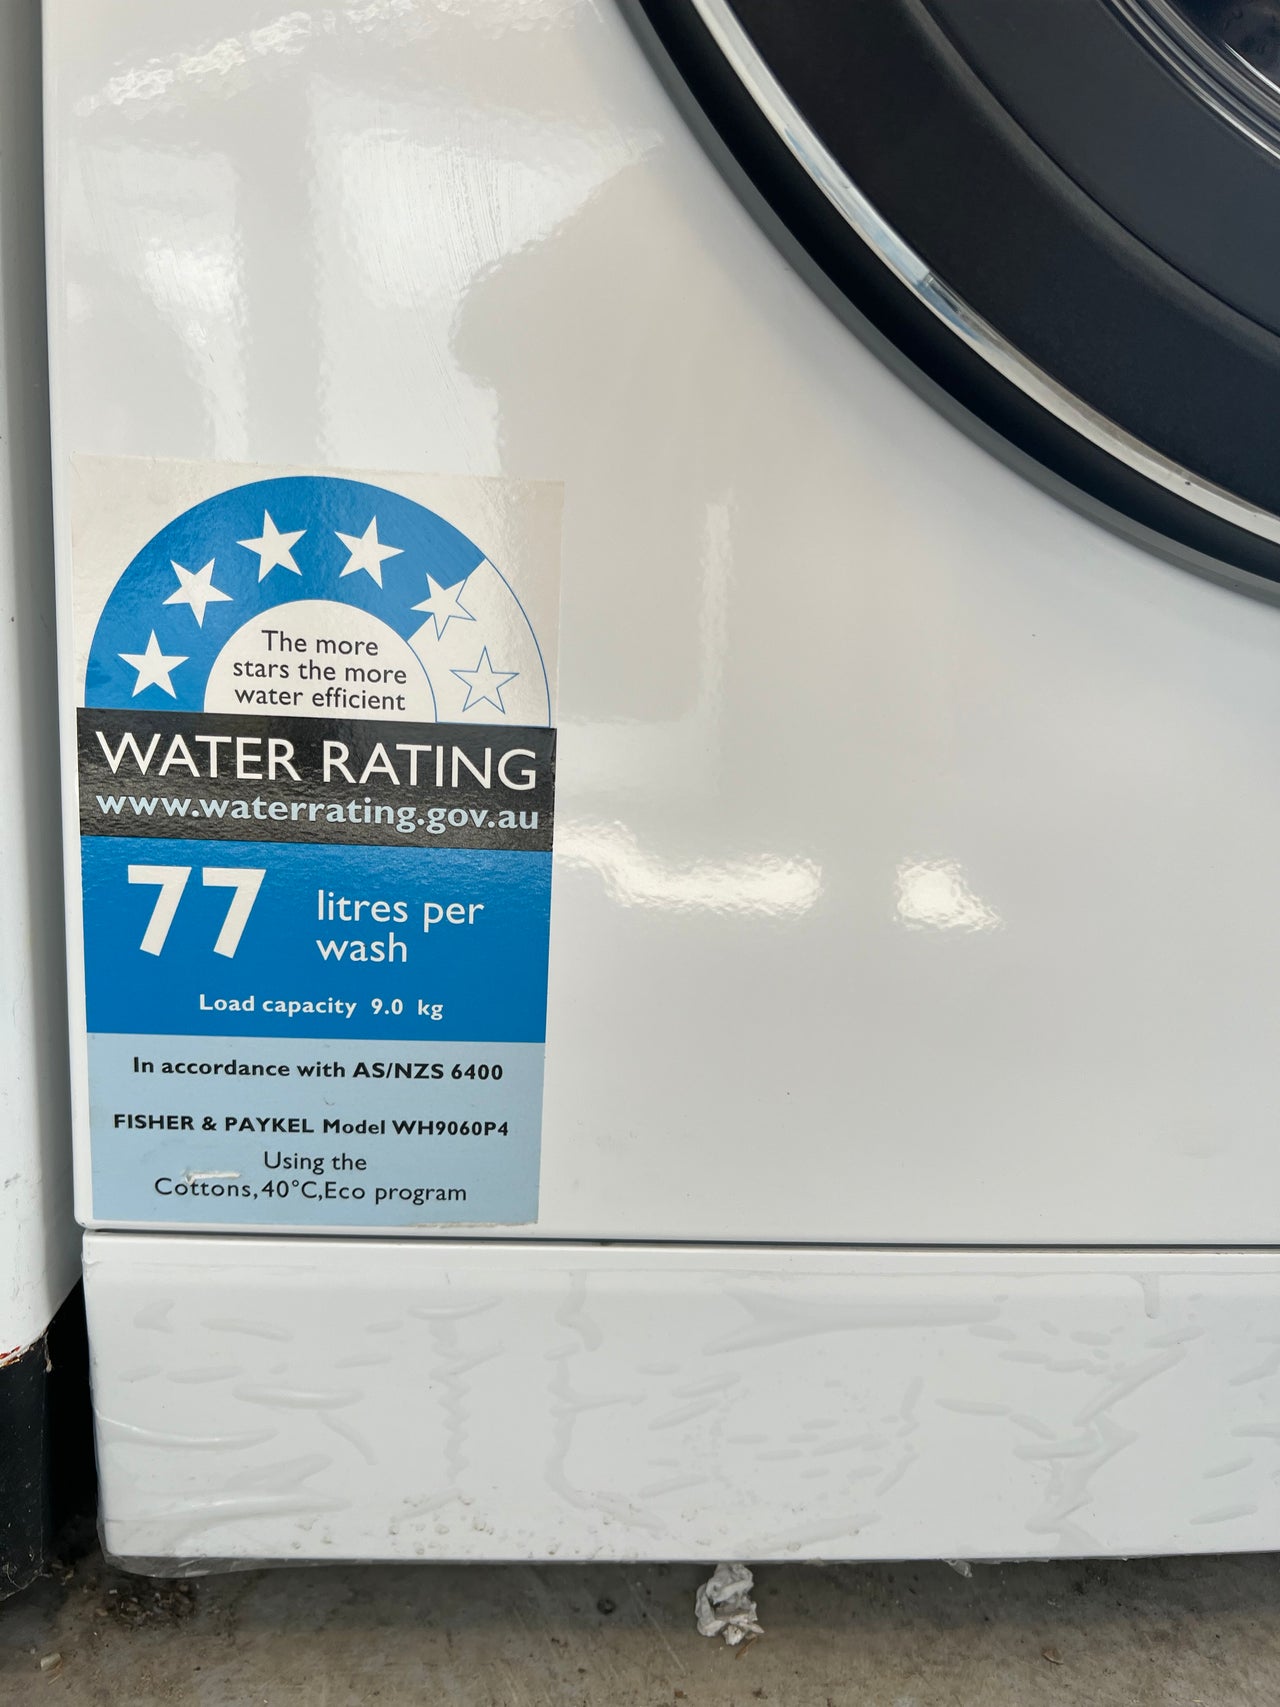 The more
stars the more
water efficient
WATER RATING
www.waterrating.gov.au
77 litres per
wash
Load capacity 9.0 kg
In accordance with AS/NZS 6400
FISHER & PAYKEL Model WH9060P4
Using the
Cottons,40°C,Eco program